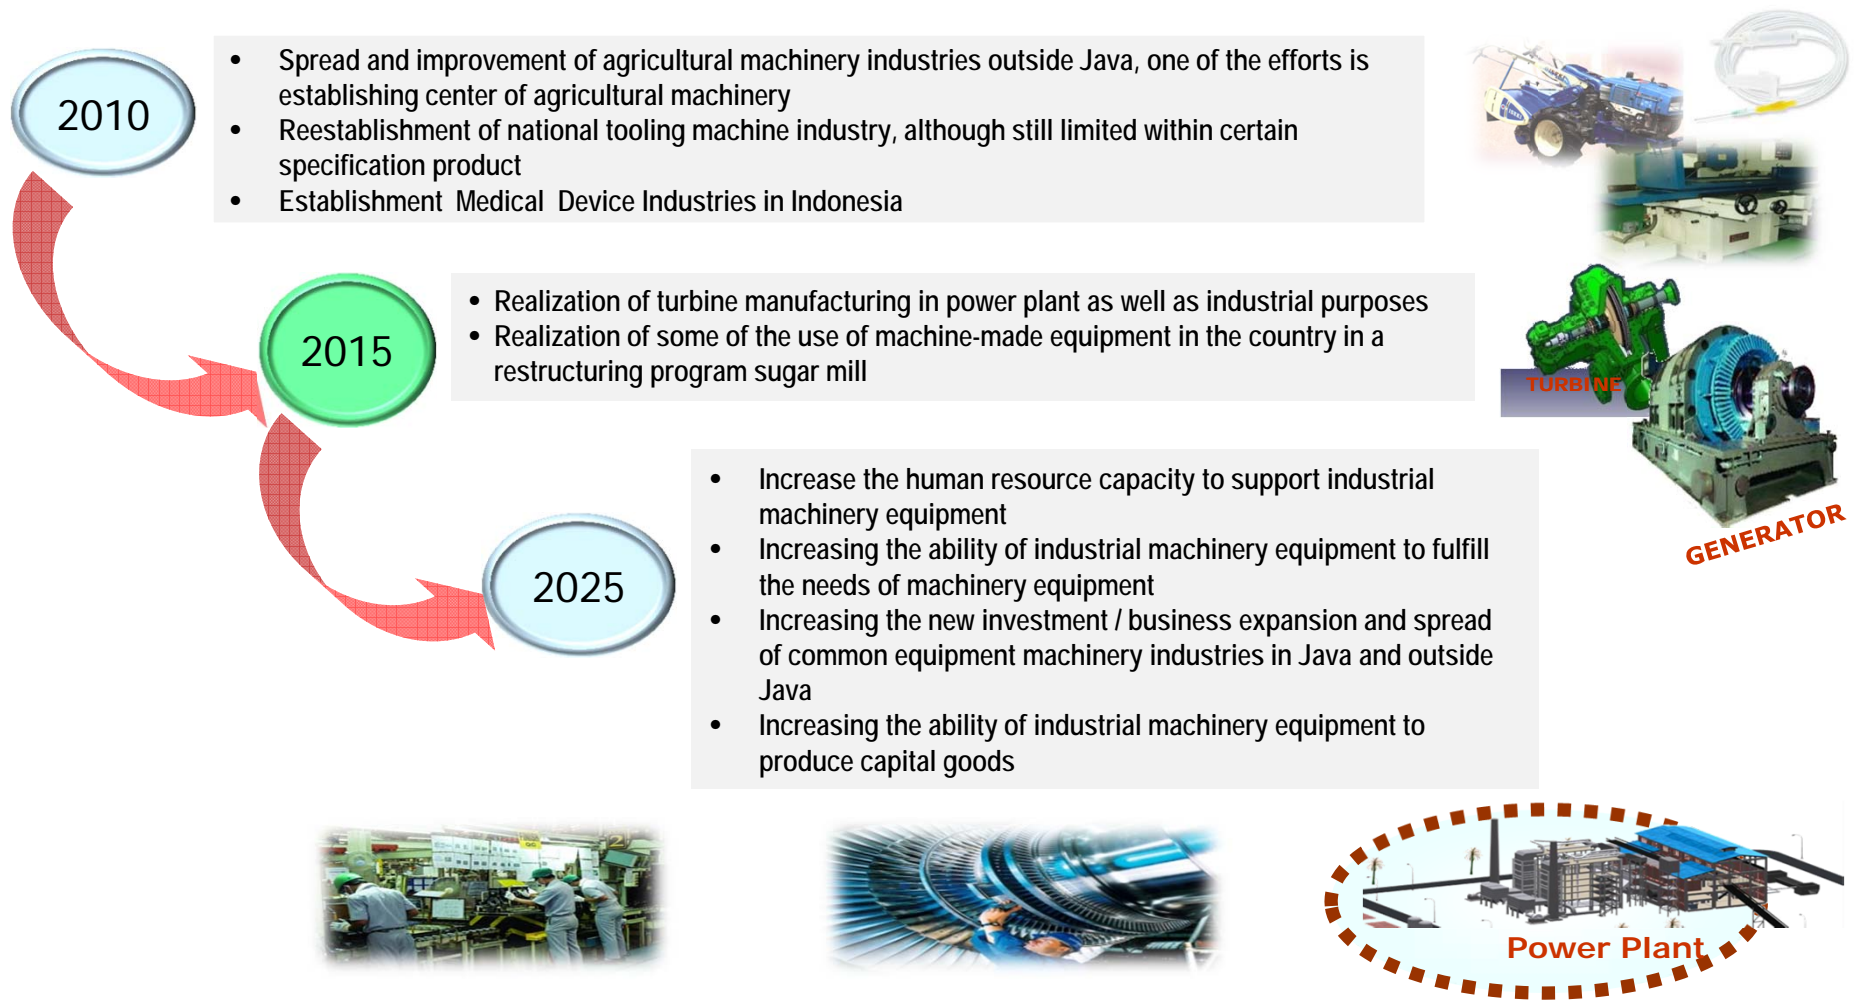 2010
• Spread and improvement of agricultural machinery industries outside Java, one of the efforts is
establishing center of agricultural machinery
• Reestablishment of national tooling machine industry, although still limited within certain
specification product
• Establishment Medical Device Industries in Indonesia
2015
• Realization of turbine manufacturing in power plant as well as industrial purposes
• Realization of some of the use of machine-made equipment in the country in a
restructuring program sugar mill
TURBINE
GENERATOR
2025
• Increase the human resource capacity to support industrial
machinery equipment
• Increasing the ability of industrial machinery equipment to fulfill
the needs of machinery equipment
• Increasing the new investment / business expansion and spread
of common equipment machinery industries in Java and outside
Java
• Increasing the ability of industrial machinery equipment to
produce capital goods
Power Plant